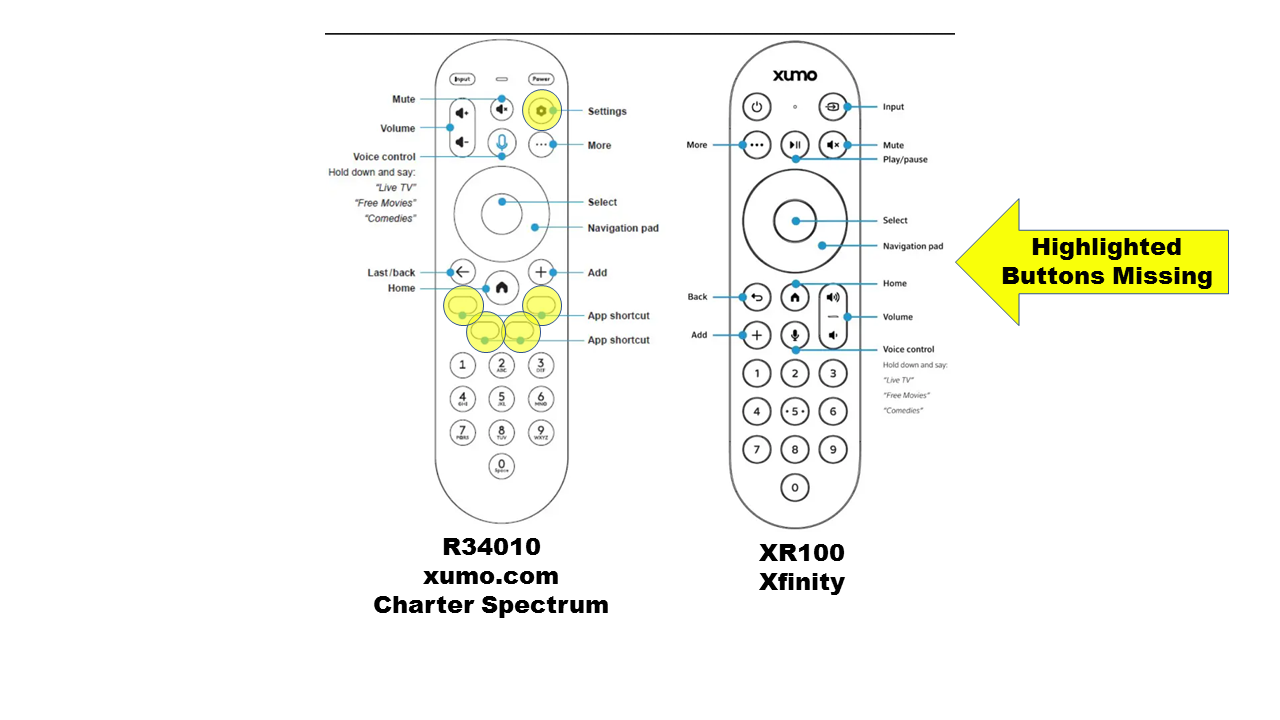 Input
Power
Mute
Settings
Volume
More
Voice control
Hold down and say:
"Live TV"
"Free Movies"
"Comedies"
Select
Navigation pad
Last/back
Add
Home
App shortcut
App shortcut
1
2
ABC
3
DEF
4
GHI
5
JKL
6
MNO
7
PQRS
8
TUV
9
WXYZ
0
Space
R34010
xumo.com
Charter Spectrum
xumo
Input
More
Mute
Play/pause
Select
Navigation pad
Home
Back
Volume
Add
Voice control
Hold down and say:
"Live TV"
"Free Movies"
"Comedies"
1 2 3
4 5 6
7 8 9
0
XR100
Xfinity
Highlighted
Buttons Missing